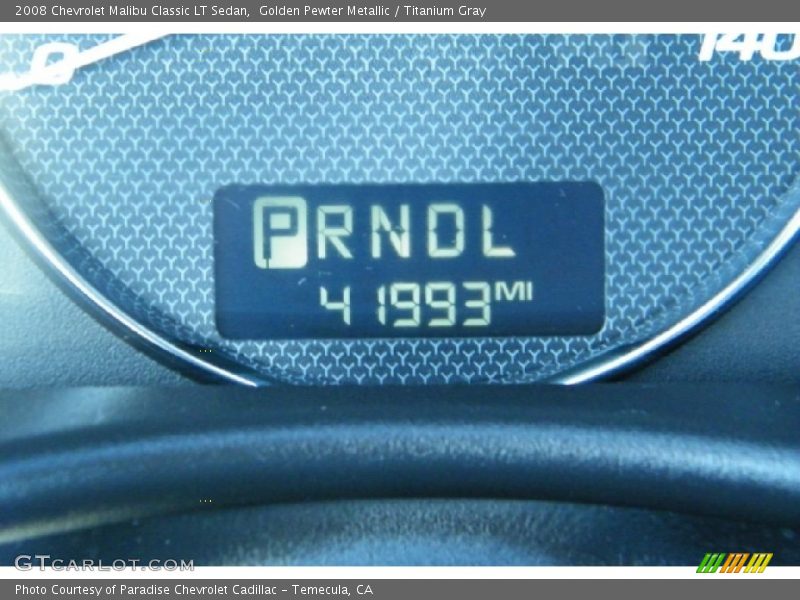 2008 Chevrolet Malibu Classic LT Sedan,  Golden Pewter Metallic / Titanium Gray
0 140
PRNDL
41993 MI
GTCARLOT.COM
Photo Courtesy of Paradise Chevrolet Cadillac - Temecula, CA